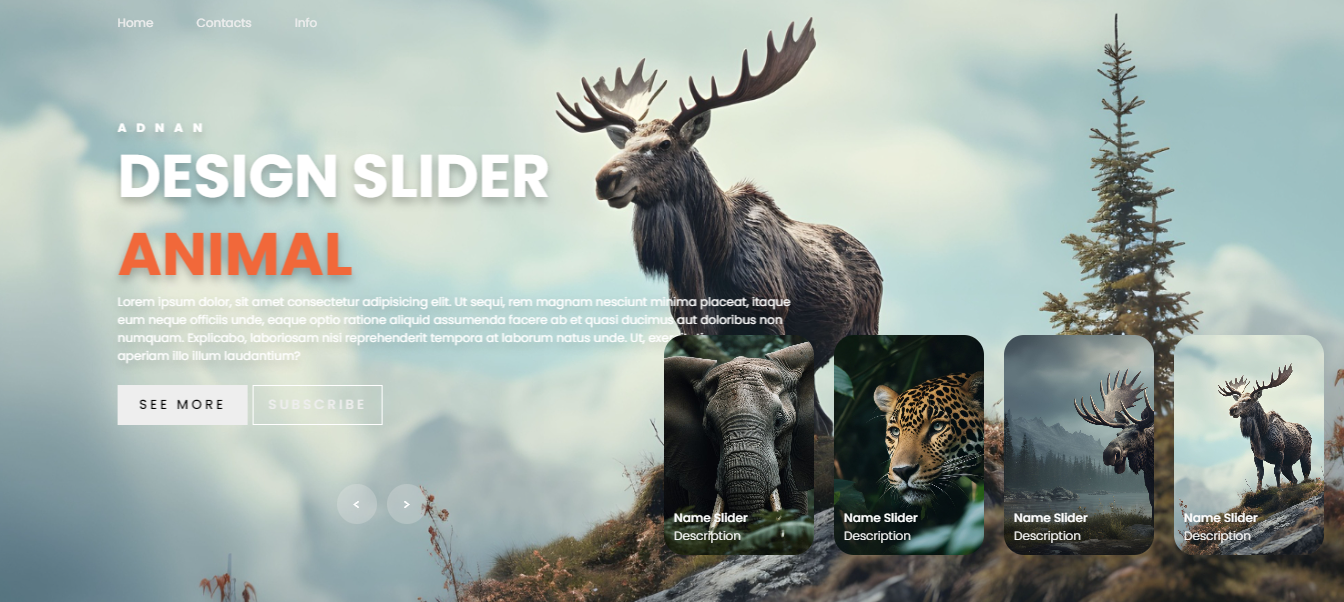 Home Contacts Info
ADNAN
DESIGN SLIDER
ANIMAL
Lorem ipsum dolor, sit amet consectetur adipisicing elit. Ut sequi, rem magnam nesciunt minima placeat, itaque
eum neque officiis unde, eaque optio ratione aliquid assumenda facere ab et quasi ducimus aut doloribus non
numquam. Explicabo, laboriosam nisi reprehenderit tempora at laborum natus unde. Ut,
aperiam illo illum laudantium?
SEE MORE SUBSCRIBE
< >
Name Slider
Description
Name Slider
Description
Name Slider
Description
Name Slider
Description